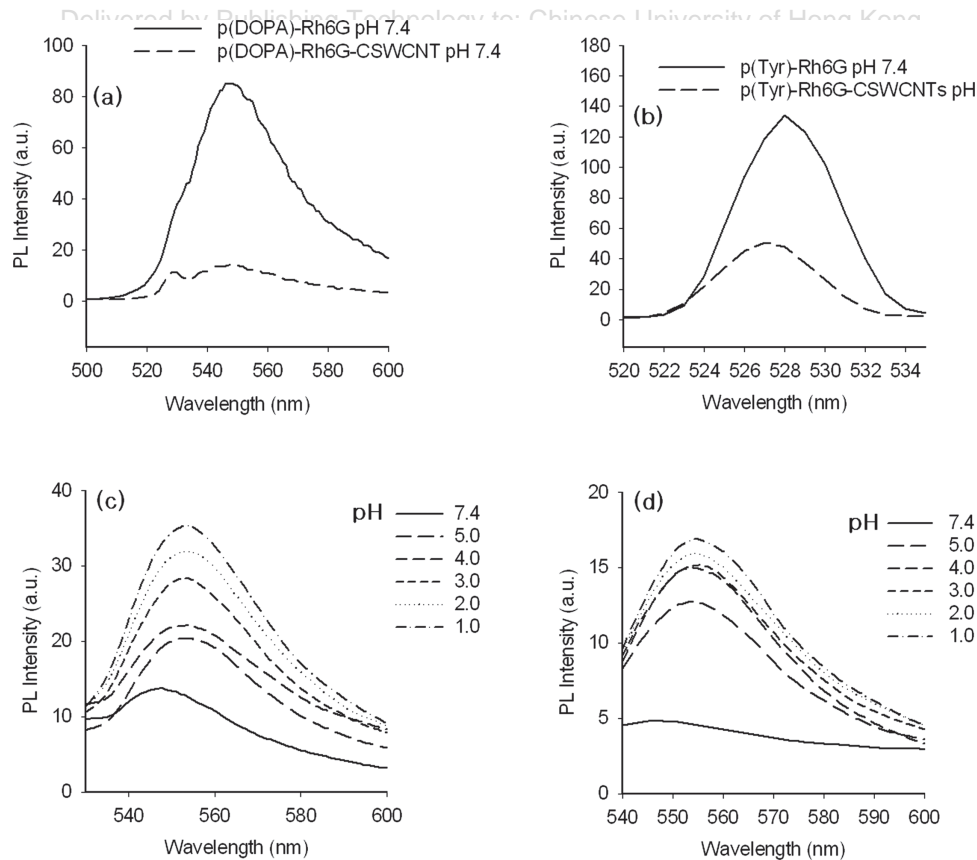 Delivered by Publishing Technology to: Chinese University of Hong Kong
p(DOPA)-Rh6G pH 7.4
p(DOPA)-Rh6G-CSWCNT pH 7.4
(a)
100
80
60
40
20
0
PL Intensity (a.u.)
500 520 540 560 580 600
Wavelength (nm)
p(Tyr)-Rh6G pH 7.4
p(Tyr)-Rh6G-CSWCNTs pH
(b)
180
160
140
120
100
80
60
40
20
0
PL Intensity (a.u.)
520 522 524 526 528 530 532 534
Wavelength (nm)
(c)
40
30
20
10
0
PL Intensity (a.u.)
540 560 580 600
Wavelength (nm)
pH 7.4
5.0
4.0
3.0
2.0
1.0
(d)
20
15
10
5
0
PL Intensity (a.u.)
540 550 560 570 580 590 600
Wavelength (nm)
pH 7.4
5.0
4.0
3.0
2.0
1.0